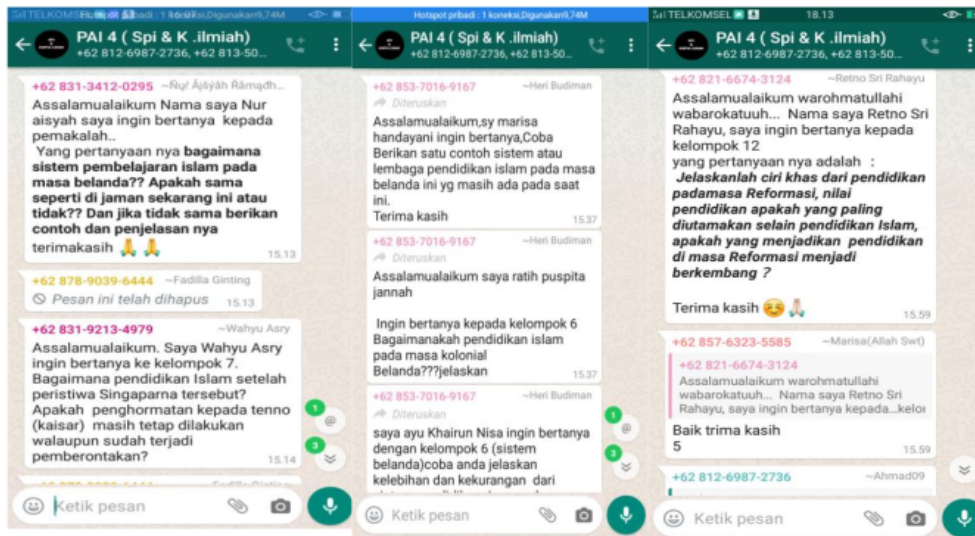 TELKOMSEL
PAI 4 ( Spi & K .ilmiah)
+62 812-6987-2736, +62 813-50...
+62 831-3412-0295
Assalamualaikum Nama saya Nur
aisyah saya ingin bertanya kepada
pemakalah..
Yang pertanyaan nya bagaimana
sistem pembelajaran islam pada
masa belanda?? Apakah sama
seperti di jaman sekarang ini atau
tidak?? Dan jika tidak sama berikan
contoh dan penjelasan nya
terimakasih 🙏 🙏
15.13
+62 878-9039-6444 ~Fadilla Ginting
Pesan ini telah dihapus 15.13
+62 831-9213-4979 ~Wahyu Asry
Assalamualaikum. Saya Wahyu Asry
ingin bertanya ke kelompok 7.
Bagaimana pendidikan Islam setelah
peristiwa Singaparna tersebut?
Apakah penghormatan kepada tenno
(kaisar) masih tetap dilakukan
walaupun sudah terjadi
pemberontakan?
15.14
1
@
3
Ketik pesan
Hotspot pribadi : 1 koneksi,Digunakan9,74M
PAI 4 ( Spi & K .ilmiah)
+62 812-6987-2736, +62 813-50...
+62 853-7016-9167 ~Heri Budiman
Diteruskan
Assalamualaikum,sy marisa
handayani ingin bertanya,Coba
Berikan satu contoh sistem atau
lembaga pendidikan islam pada masa
belanda ini yg masih ada pada saat
ini.
Terima kasih
15.37
+62 853-7016-9167 ~Heri Budiman
Diteruskan
Assalamualaikum saya ratih puspita
jannah
Ingin bertanya kepada kelompok 6
Bagaimanakah pendidikan islam
pada masa kolonial
Belanda???jelaskan
15.37
+62 853-7016-9167 ~Heri Budiman
Diteruskan
saya ayu Khairun Nisa ingin bertanya
dengan kelompok 6 (sistem
belanda)coba anda jelaskan
kelebihan dan kekurangan dari
1
@
3
Ketik pesan
TELKOMSEL 18.13
PAI 4 ( Spi & K .ilmiah)
+62 812-6987-2736, +62 813-50...
+62 821-6674-3124 ~Retno Sri Rahayu
Assalamualaikum warohmatullahi
wabarokatuuh... Nama saya Retno Sri
Rahayu, saya ingin bertanya kepada
kelompok 12
yang pertanyaan nya adalah :
Jelaskanlah ciri khas dari pendidikan
padamasa Reformasi, nilai
pendidikan apakah yang paling
diutamakan selain pendidikan Islam,
apakah yang menjadikan pendidikan
di masa Reformasi menjadi
berkembang ?
Terima kasih ☺️🙏
15.59
+62 857-6323-5585 ~Marisa(Allah Swt)
+62 821-6674-3124
Assalamualaikum warohmatullahi
wabarokatuuh... Nama saya Retno Sri
Rahayu, saya ingin bertanya kepada...kelor
Baik trima kasih
5
15.59
+62 812-6987-2736 ~Ahmad09
Ketik pesan